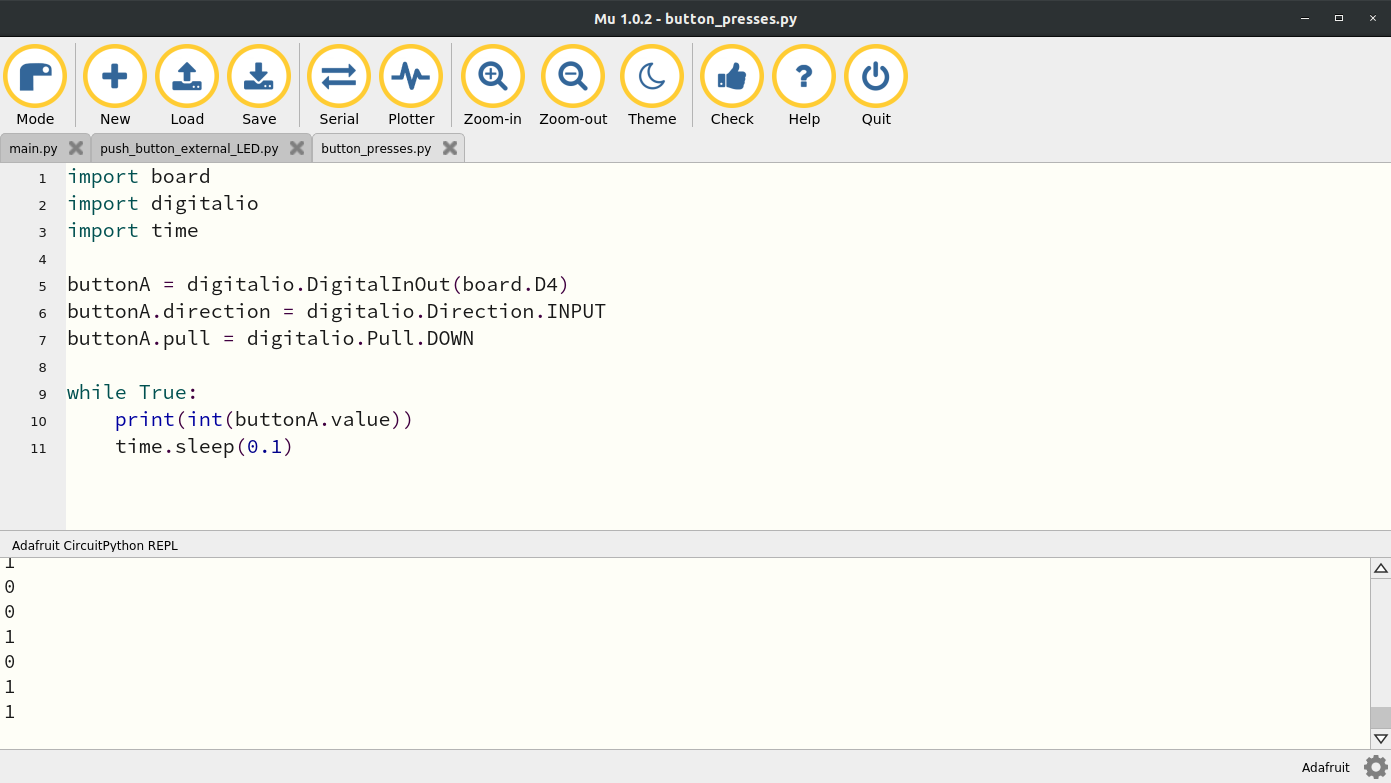 Mu 1.0.2 - button_presses.py
Mode New Load Save Serial Plotter Zoom-in Zoom-out Theme Check Help Quit
main.py push_button_external_LED.py button_presses.py
1 import board
2 import digitalio
3 import time
4
5 buttonA = digitalio.DigitalInOut(board.D4)
6 buttonA.direction = digitalio.Direction.INPUT
7 buttonA.pull = digitalio.Pull.DOWN
8
9 while True:
10     print(int(buttonA.value))
11     time.sleep(0.1)
Adafruit CircuitPython REPL
1
0
0
1
0
1
1
Adafruit